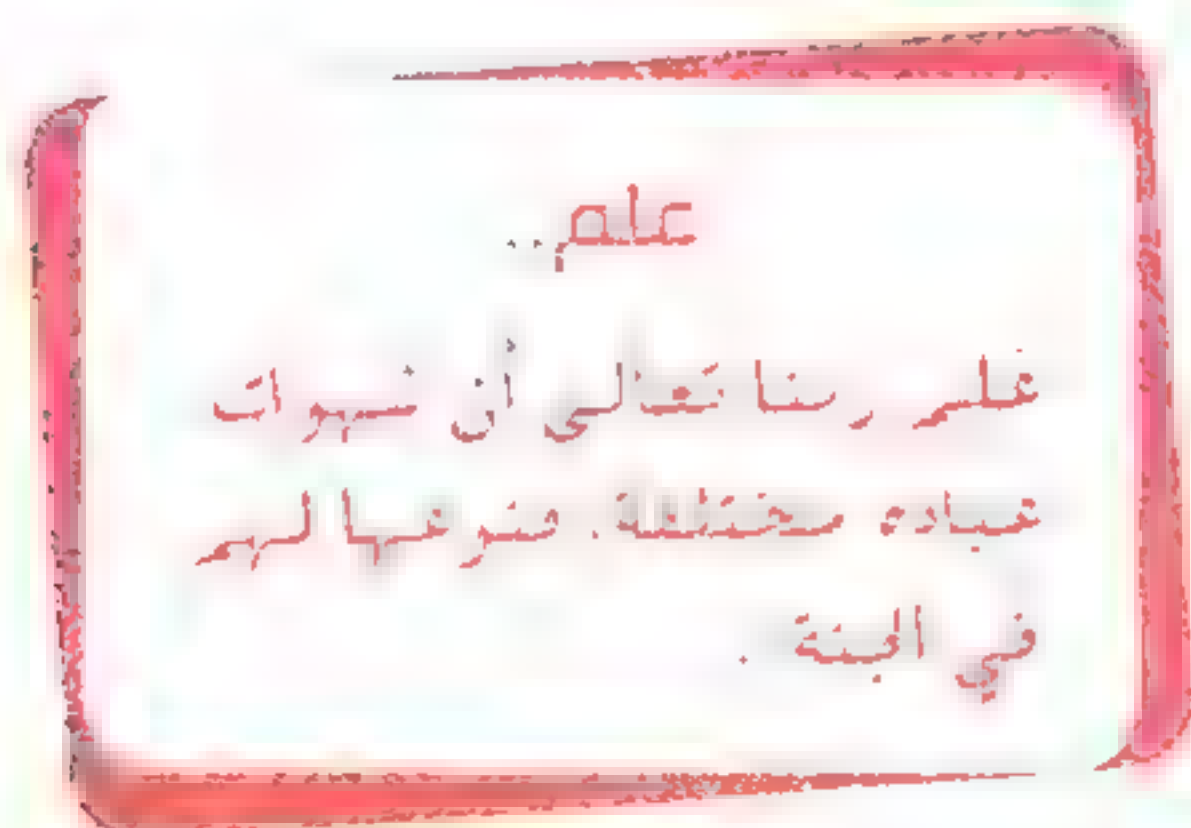 علم..
علم ربنا تعالى أن شهوات
عباده مختلفة. فنوعها لهم
في الجنة .